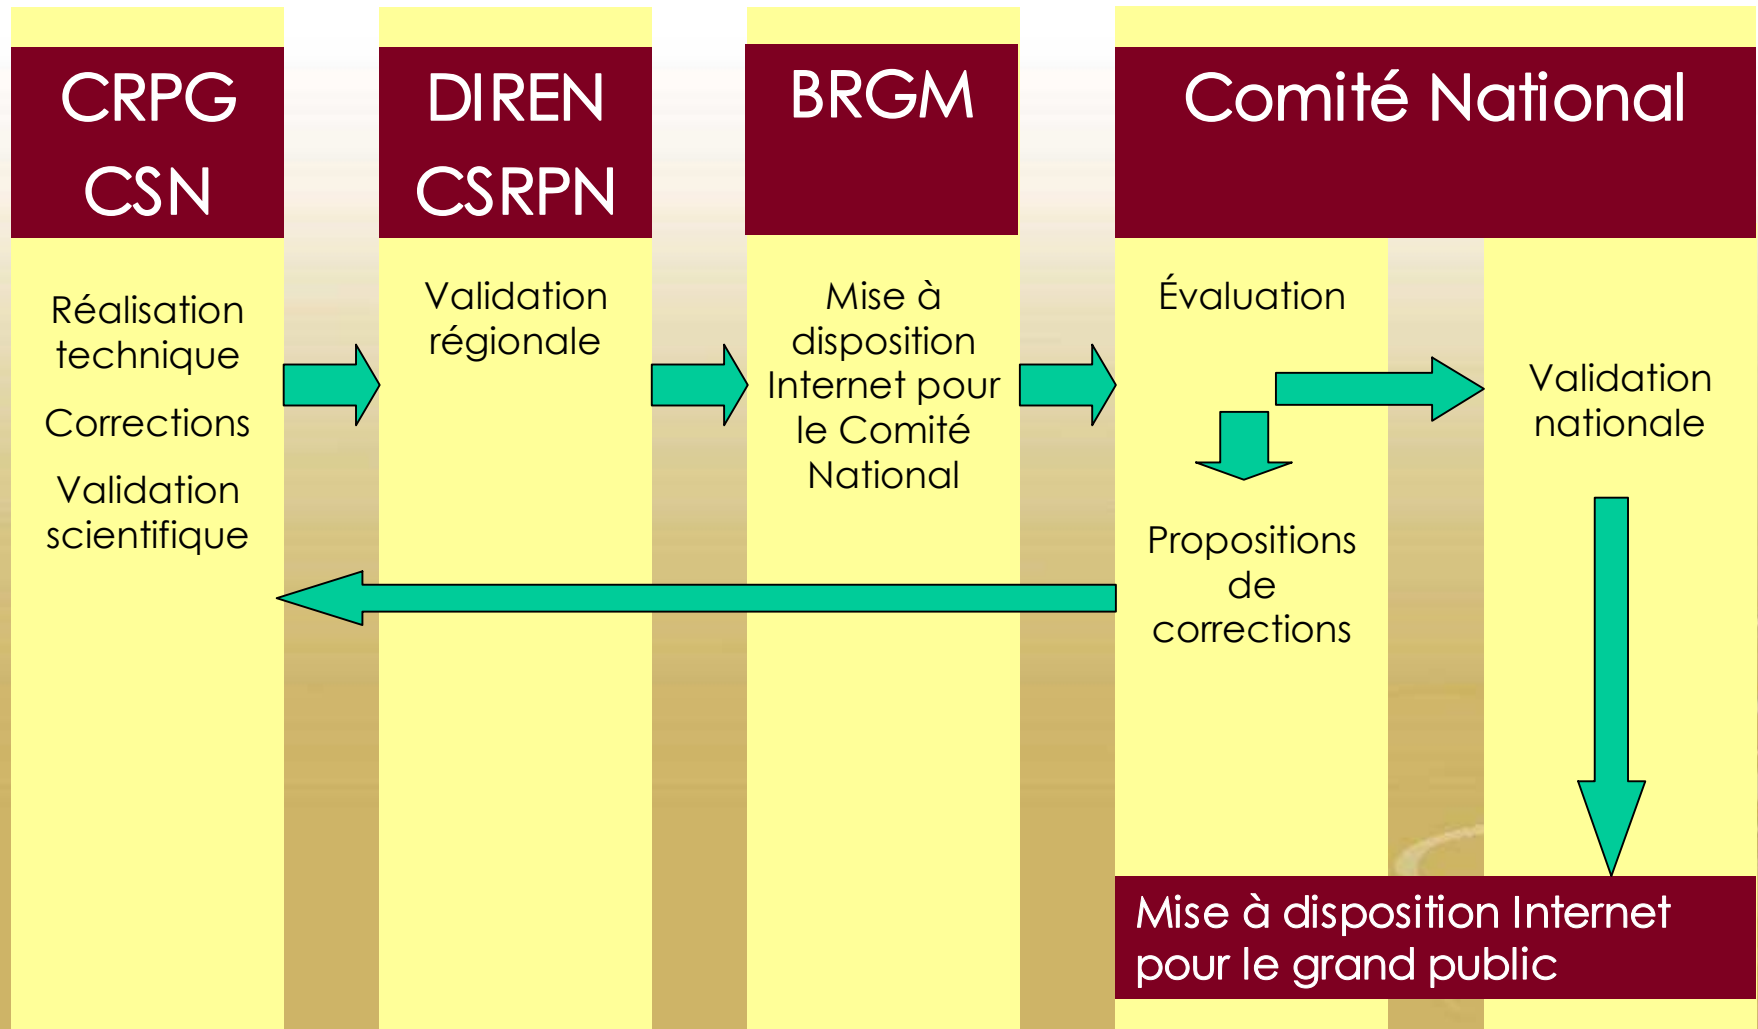 CRPG
CSN
DIREN
CSRPN
BRGM
Comité National
Réalisation
technique
Corrections
Validation
scientifique
Validation
régionale
Mise à
disposition
Internet pour
le Comité
National
Évaluation
Propositions
de
corrections
Validation
nationale
Mise à disposition Internet
pour le grand public